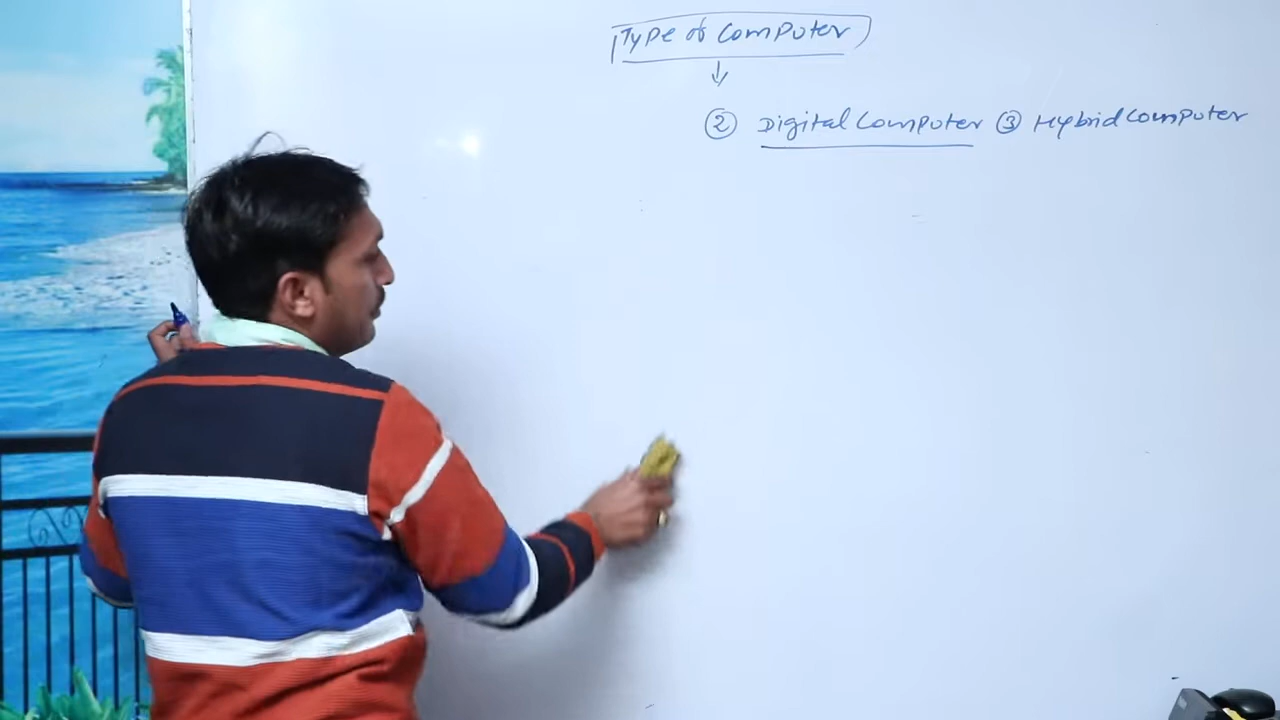 Type of Computer
② Digital Computer ③ Hybrid Computer